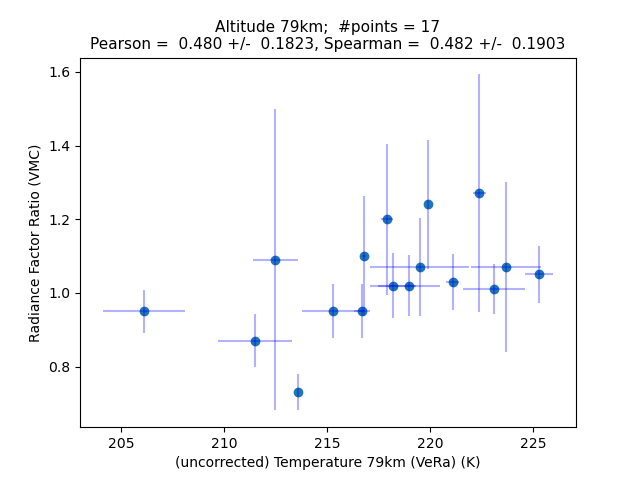 Altitude 79km;  #points = 17
Pearson =  0.480 +/-  0.1823, Spearman =  0.482 +/-  0.1903
1.6
1.4
1.2
1.0
0.8
Radiance Factor Ratio (VMC)
205 210 215 220 225
(uncorrected) Temperature 79km (VeRa) (K)